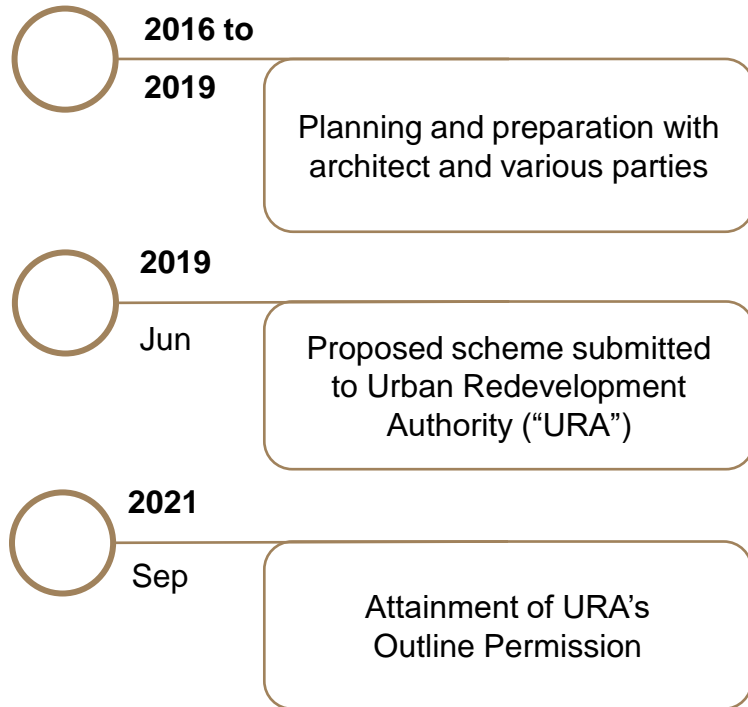 2016 to
2019
Planning and preparation with
architect and various parties
2019
Jun
Proposed scheme submitted
to Urban Redevelopment
Authority (“URA”)
2021
Sep
Attainment of URA’s
Outline Permission